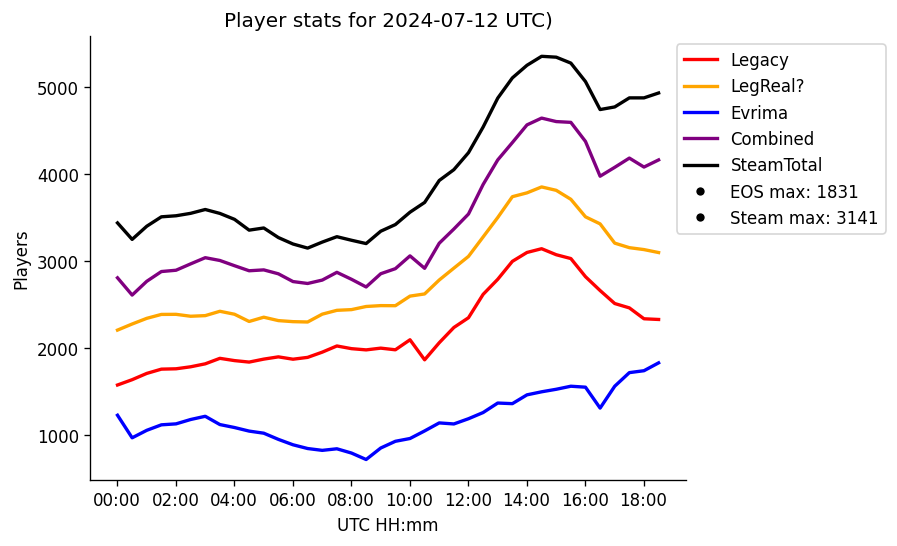 Player stats for 2024-07-12 UTC)
Legacy
LegReal?
Evrima
Combined
SteamTotal
EOS max: 1831
Steam max: 3141
Players
5000
4000
3000
2000
1000
00:00 02:00 04:00 06:00 08:00 10:00 12:00 14:00 16:00 18:00
UTC HH:mm